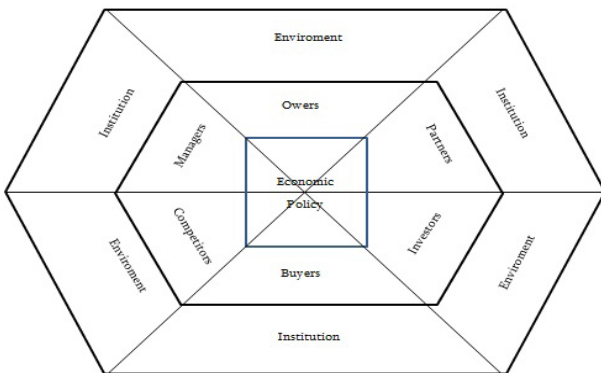 Enviroment
Institution
Institution
Owers
Managers
Partners
Economic
Policy
Competitors
Investors
Enviroment
Enviroment
Buyers
Institution